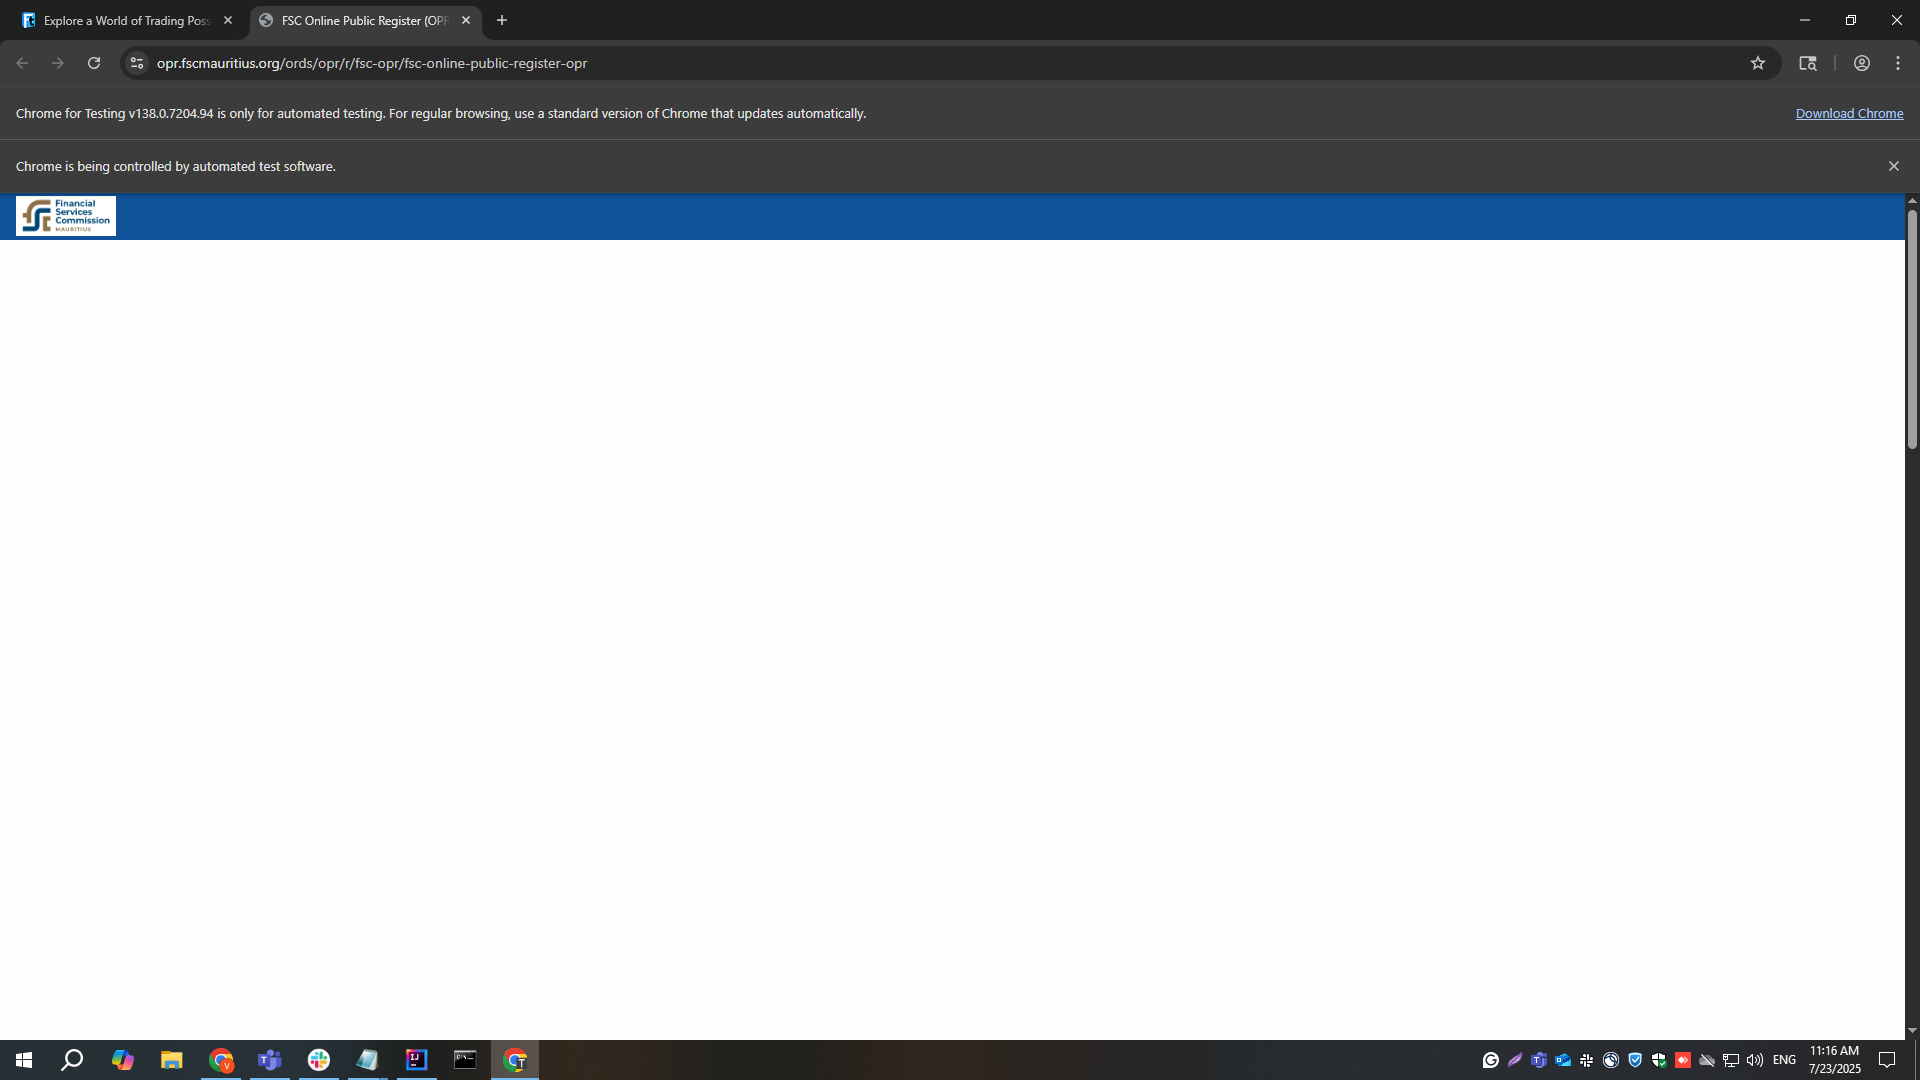 Explore a World of Trading Pos
FSC Online Public Register (OPR
opr.fscmauritius.org/ords/opr/r/fsc-opr/fsc-online-public-register-opr
Chrome for Testing v138.0.7204.94 is only for automated testing. For regular browsing, use a standard version of Chrome that updates automatically.
Download Chrome
Chrome is being controlled by automated test software.
Financial
Services
Commission
MAURITIUS
ENG
11:16 AM
7/23/2025